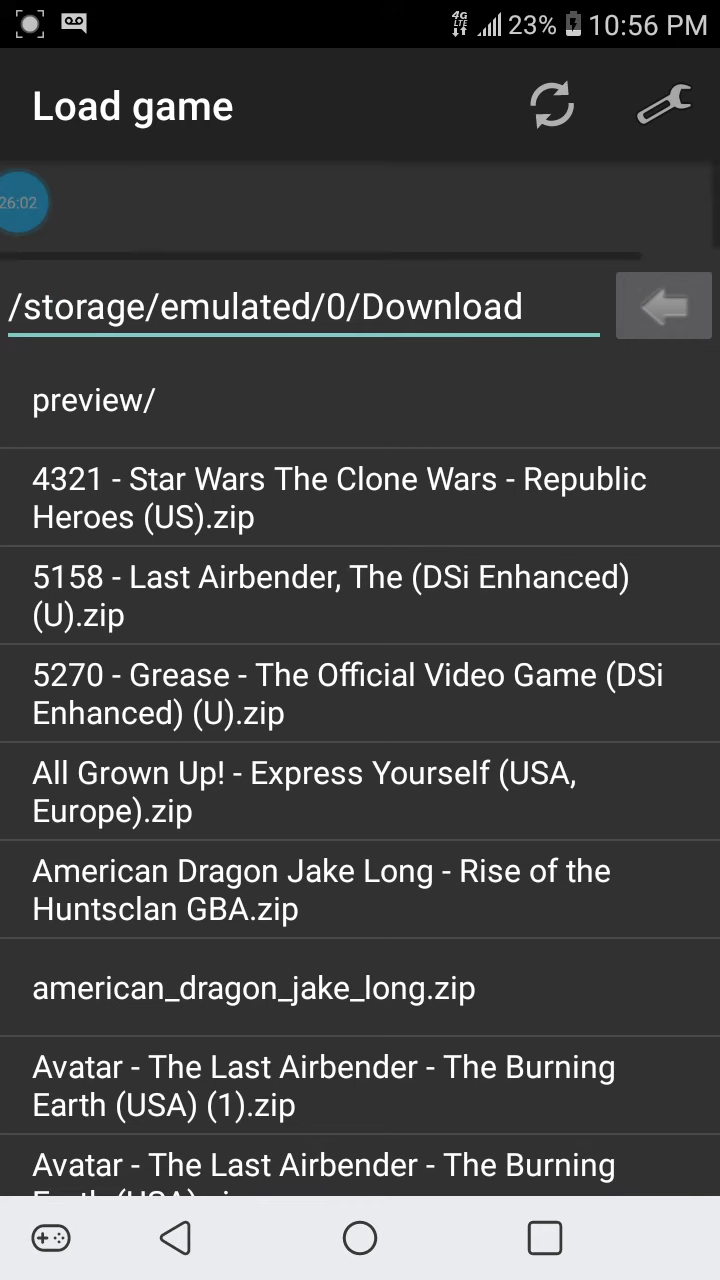 4G LTE 23% 10:56 PM
Load game
26:02
/storage/emulated/0/Download
preview/
4321 - Star Wars The Clone Wars - Republic
Heroes (US).zip
5158 - Last Airbender, The (DSi Enhanced)
(U).zip
5270 - Grease - The Official Video Game (DSi
Enhanced) (U).zip
All Grown Up! - Express Yourself (USA,
Europe).zip
American Dragon Jake Long - Rise of the
Huntsclan GBA.zip
american_dragon_jake_long.zip
Avatar - The Last Airbender - The Burning
Earth (USA) (1).zip
Avatar - The Last Airbender - The Burning